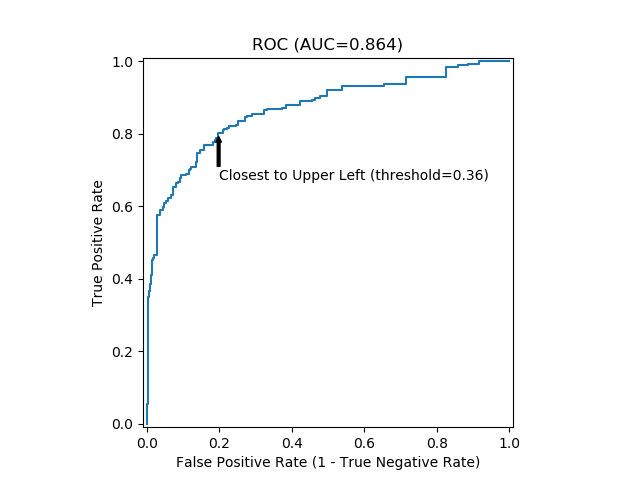 ROC (AUC=0.864)
1.0
0.8
0.6
0.4
0.2
0.0
True Positive Rate
Closest to Upper Left (threshold=0.36)
0.0 0.2 0.4 0.6 0.8 1.0
False Positive Rate (1 - True Negative Rate)